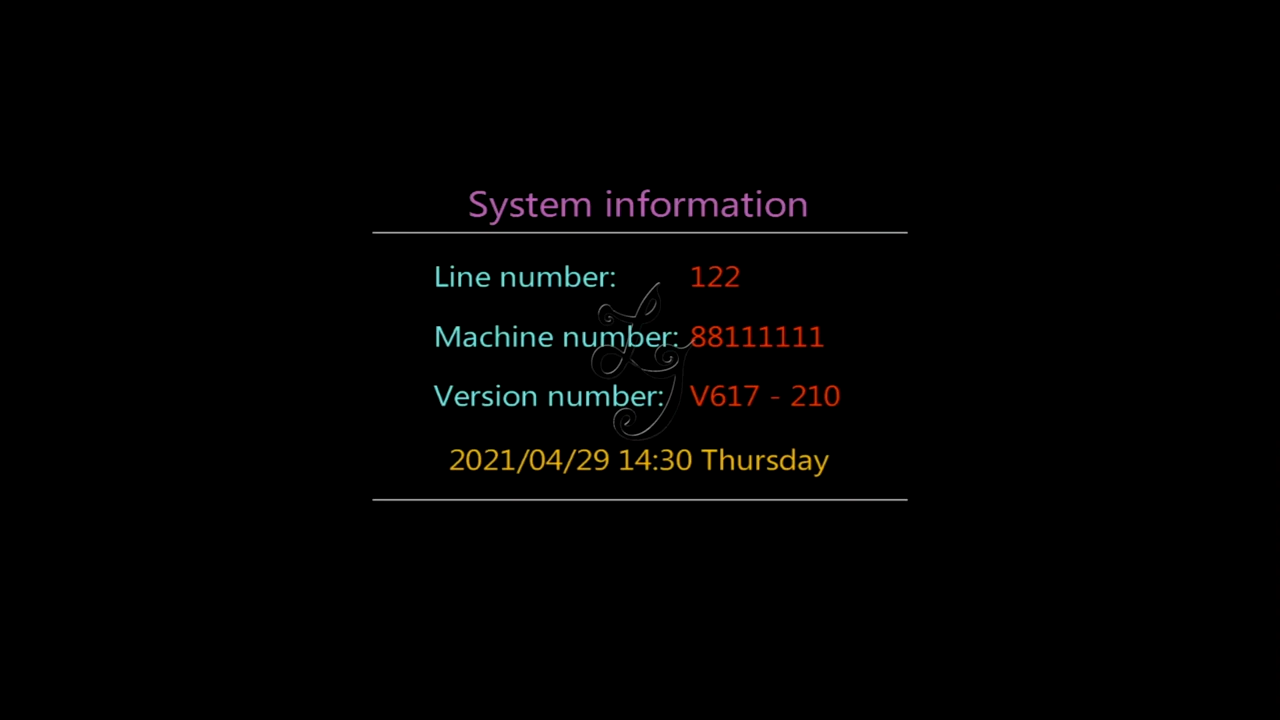 System information
Line number: 122
Machine number: 88111111
Version number: V617 - 210
2021/04/29 14:30 Thursday